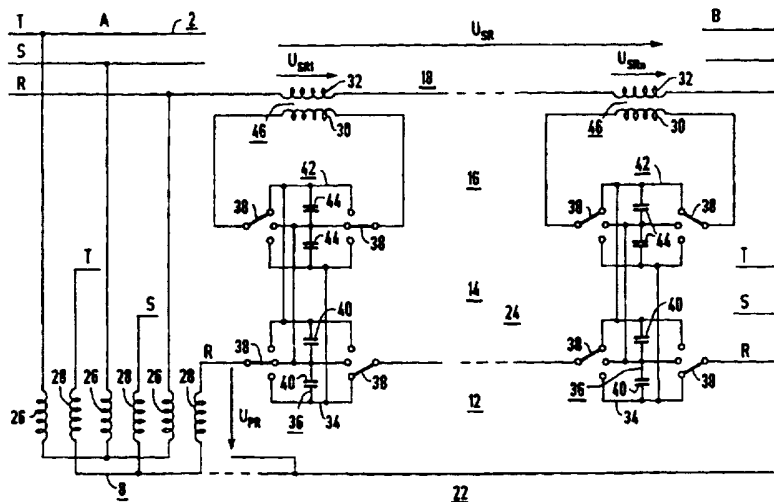 T A 2 B
U_SR
S
U_SR1 U_SRn
R 32 18 32
46 30 46 30
42 16 42
38 44 38 38
44 38 44
T 14 T
40 24 40 S
S
R 38 R
28 28 28 40 38 36 40 38
26 26 26 U_PR 36 34 12 34
8 22